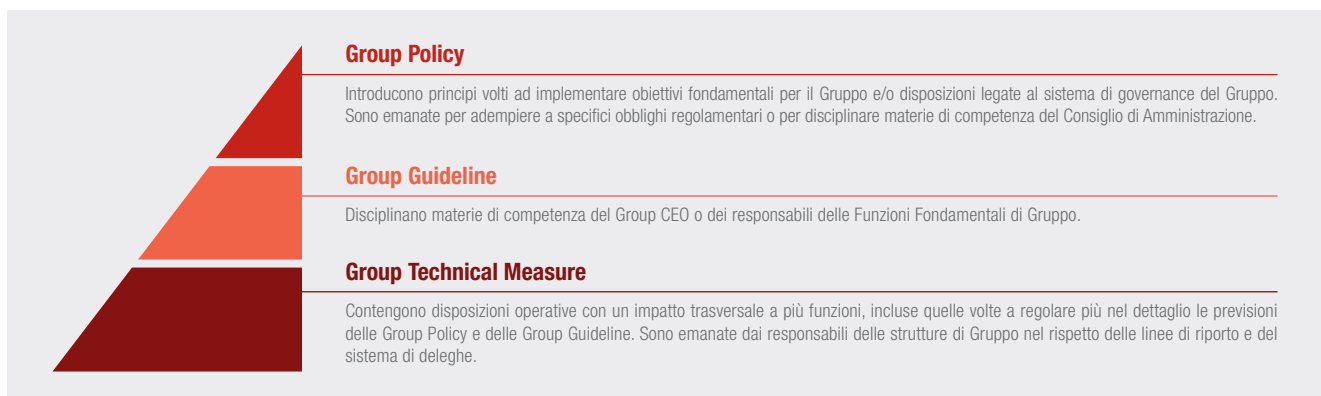 Group Policy
Introducono principi volti ad implementare obiettivi fondamentali per il Gruppo e/o disposizioni legate al sistema di governance del Gruppo.
Sono emanate per adempiere a specifici obblighi regolamentari o per disciplinare materie di competenza del Consiglio di Amministrazione.
Group Guideline
Disciplinano materie di competenza del Group CEO o dei responsabili delle Funzioni Fondamentali di Gruppo.
Group Technical Measure
Contengono disposizioni operative con un impatto trasversale a più funzioni, incluse quelle volte a regolare più nel dettaglio le previsioni
delle Group Policy e delle Group Guideline. Sono emanate dai responsabili delle strutture di Gruppo nel rispetto delle linee di riporto e del
sistema di deleghe.